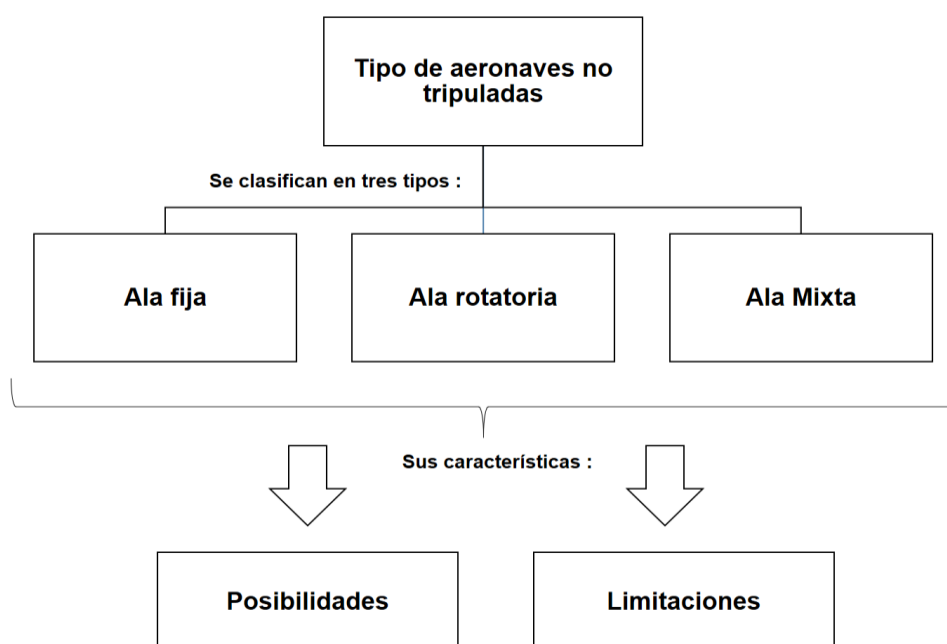 Tipo de aeronaves no
tripuladas
Se clasifican en tres tipos :
Ala fija
Ala rotatoria
Ala Mixta
Sus características :
Posibilidades
Limitaciones